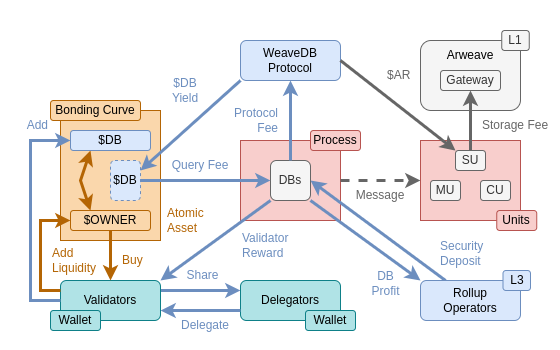 WeaveDB
Protocol
L1
Arweave
Gateway
$DB
Yield
$AR
Bonding Curve
Add
Protocol
Fee
Storage Fee
$DB
Process
$DB
Query Fee
DBs
SU
MU
CU
Message
$OWNER
Atomic
Asset
Units
Add
Liquidity
Buy
Validator
Reward
Security
Deposit
DB
Profit
Share
L3
Validators
Delegators
Rollup
Operators
Wallet
Delegate
Wallet